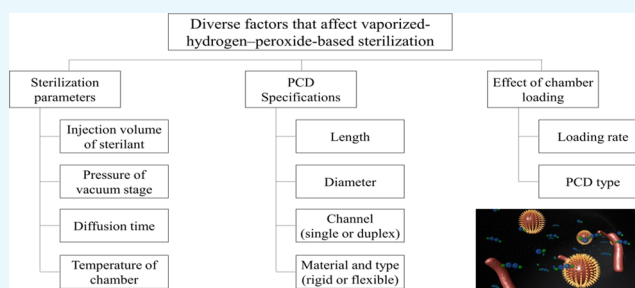 Diverse factors that affect vaporized-
hydrogen–peroxide-based sterilization
Sterilization
parameters
Injection volume
of sterilant
Pressure of
vacuum stage
Diffusion time
Temperature of
chamber
PCD
Specifications
Length
Diameter
Channel
(single or duplex)
Material and type
(rigid or flexible)
Effect of chamber
loading
Loading rate
PCD type